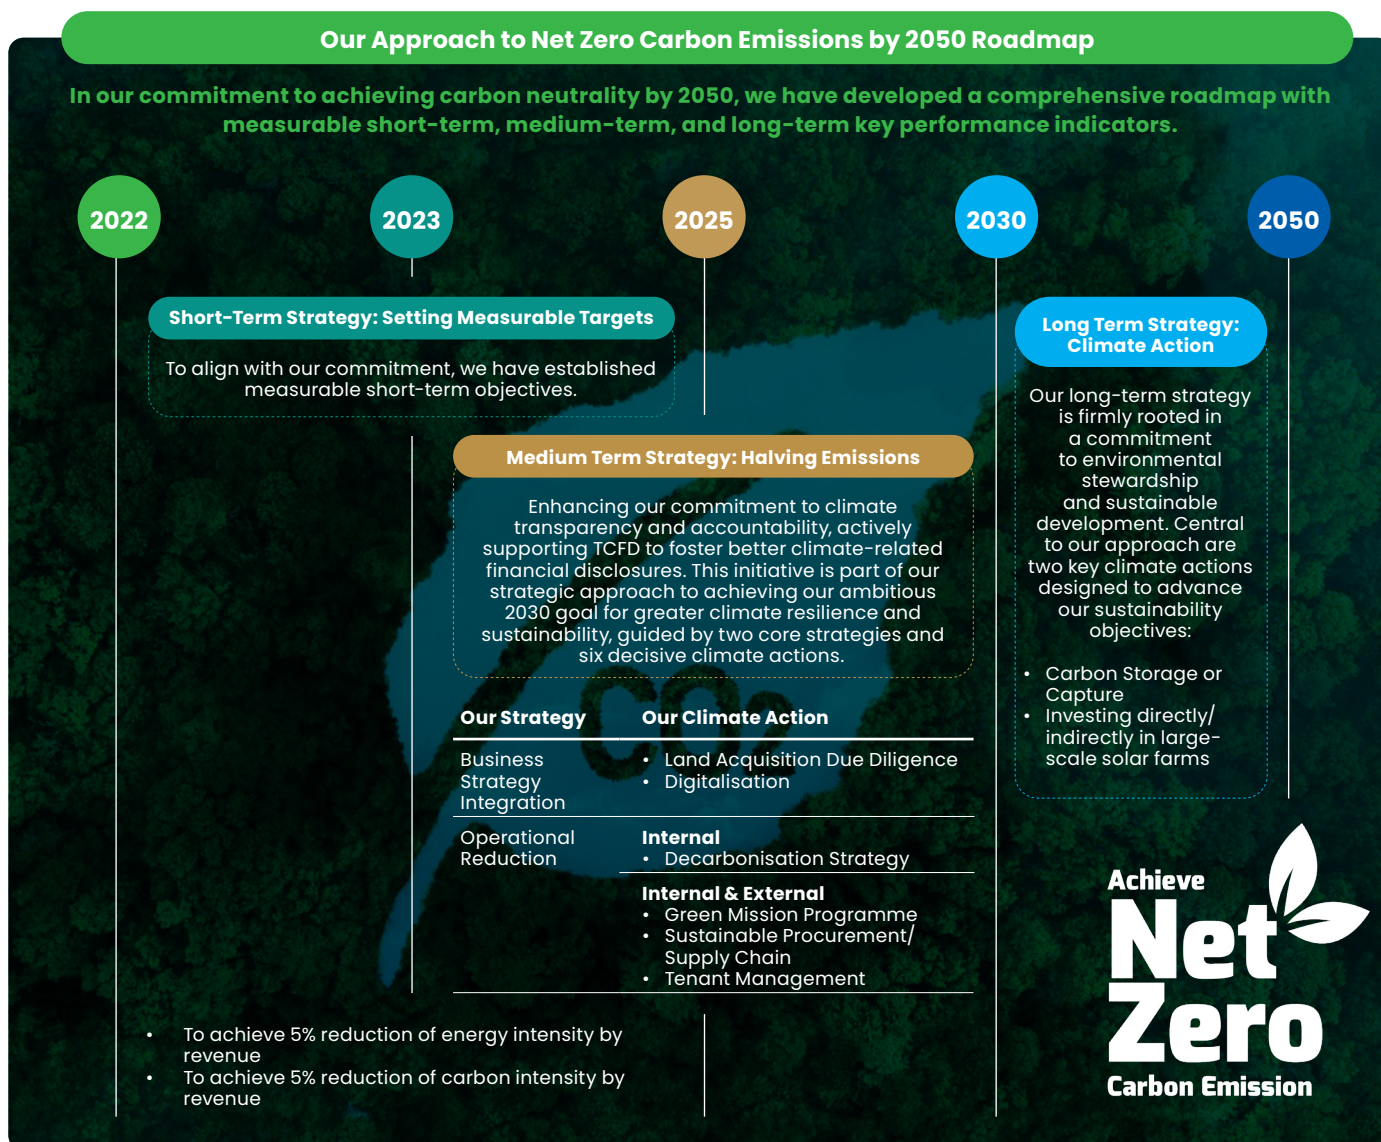 Our Approach to Net Zero Carbon Emissions by 2050 Roadmap
In our commitment to achieving carbon neutrality by 2050, we have developed a comprehensive roadmap with
measurable short-term, medium-term, and long-term key performance indicators.
2022
2023
2025
2030
2050
Short-Term Strategy: Setting Measurable Targets
To align with our commitment, we have established
measurable short-term objectives.
Medium Term Strategy: Halving Emissions
Enhancing our commitment to climate
transparency and accountability, actively
supporting TCFD to foster better climate-related
financial disclosures. This initiative is part of our
strategic approach to achieving our ambitious
2030 goal for greater climate resilience and
sustainability, guided by two core strategies and
six decisive climate actions.
CO2
Our Strategy
Our Climate Action
Business
Strategy
Integration
• Land Acquisition Due Diligence
• Digitalisation
Operational
Reduction
Internal
• Decarbonisation Strategy
Internal & External
• Green Mission Programme
• Sustainable Procurement/
Supply Chain
• Tenant Management
• To achieve 5% reduction of energy intensity by
revenue
• To achieve 5% reduction of carbon intensity by
revenue
Long Term Strategy:
Climate Action
Our long-term strategy
is firmly rooted in
a commitment
to environmental
stewardship
and sustainable
development. Central
to our approach are
two key climate actions
designed to advance
our sustainability
objectives:
• Carbon Storage or
Capture
• Investing directly/
indirectly in large-
scale solar farms
Achieve
Net
Zero
Carbon Emission